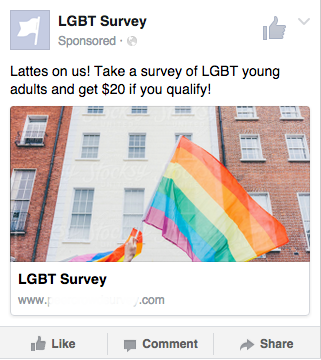 LGBT Survey
Sponsored ·
Lattes on us! Take a survey of LGBT young
adults and get $20 if you qualify!
LGBT Survey
www.p .com
Like Comment Share